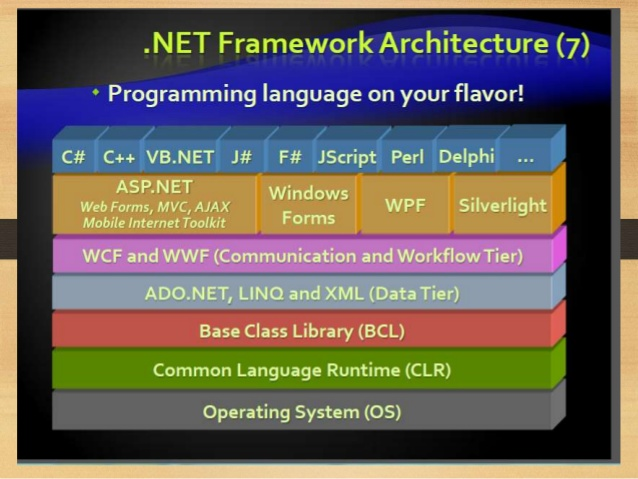 .NET Framework Architecture (7)
Programming language on your flavor!
C# C++ VB.NET J# F# JScript Perl Delphi ...
ASP.NET
Web Forms, MVC, AJAX
Mobile Internet Toolkit
Windows
Forms
WPF
Silverlight
WCF and WWF (Communication and Workflow Tier)
ADO.NET, LINQ and XML (Data Tier)
Base Class Library (BCL)
Common Language Runtime (CLR)
Operating System (OS)